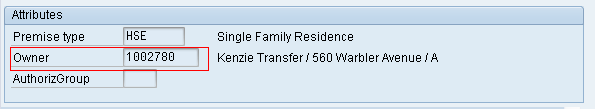 Attributes
Premise type HSE Single Family Residence
Owner 1002780 Kenzie Transfer / 560 Warbler Avenue / A
AuthorizGroup